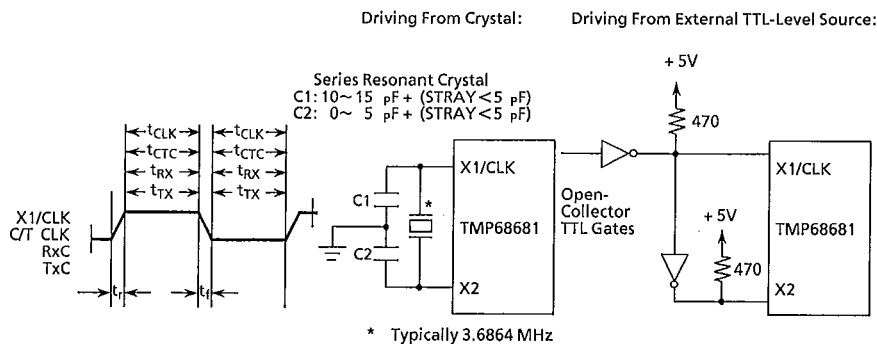 Driving From Crystal:
Driving From External TTL-Level Source:
Series Resonant Crystal
C1: 10~ 15 pF + (STRAY<5 pF)
C2: 0~ 5 pF + (STRAY<5 pF)
tCLK
tCLK
tCTC
tCTC
tRX
tRX
tTX
tTX
X1/CLK
C/T CLK
RxC
TxC
tr
tf
C1
C2
*
X1/CLK
TMP68681
X2
* Typically 3.6864 MHz
+ 5V
470
Open-
Collector
TTL Gates
+ 5V
470
X1/CLK
TMP68681
X2